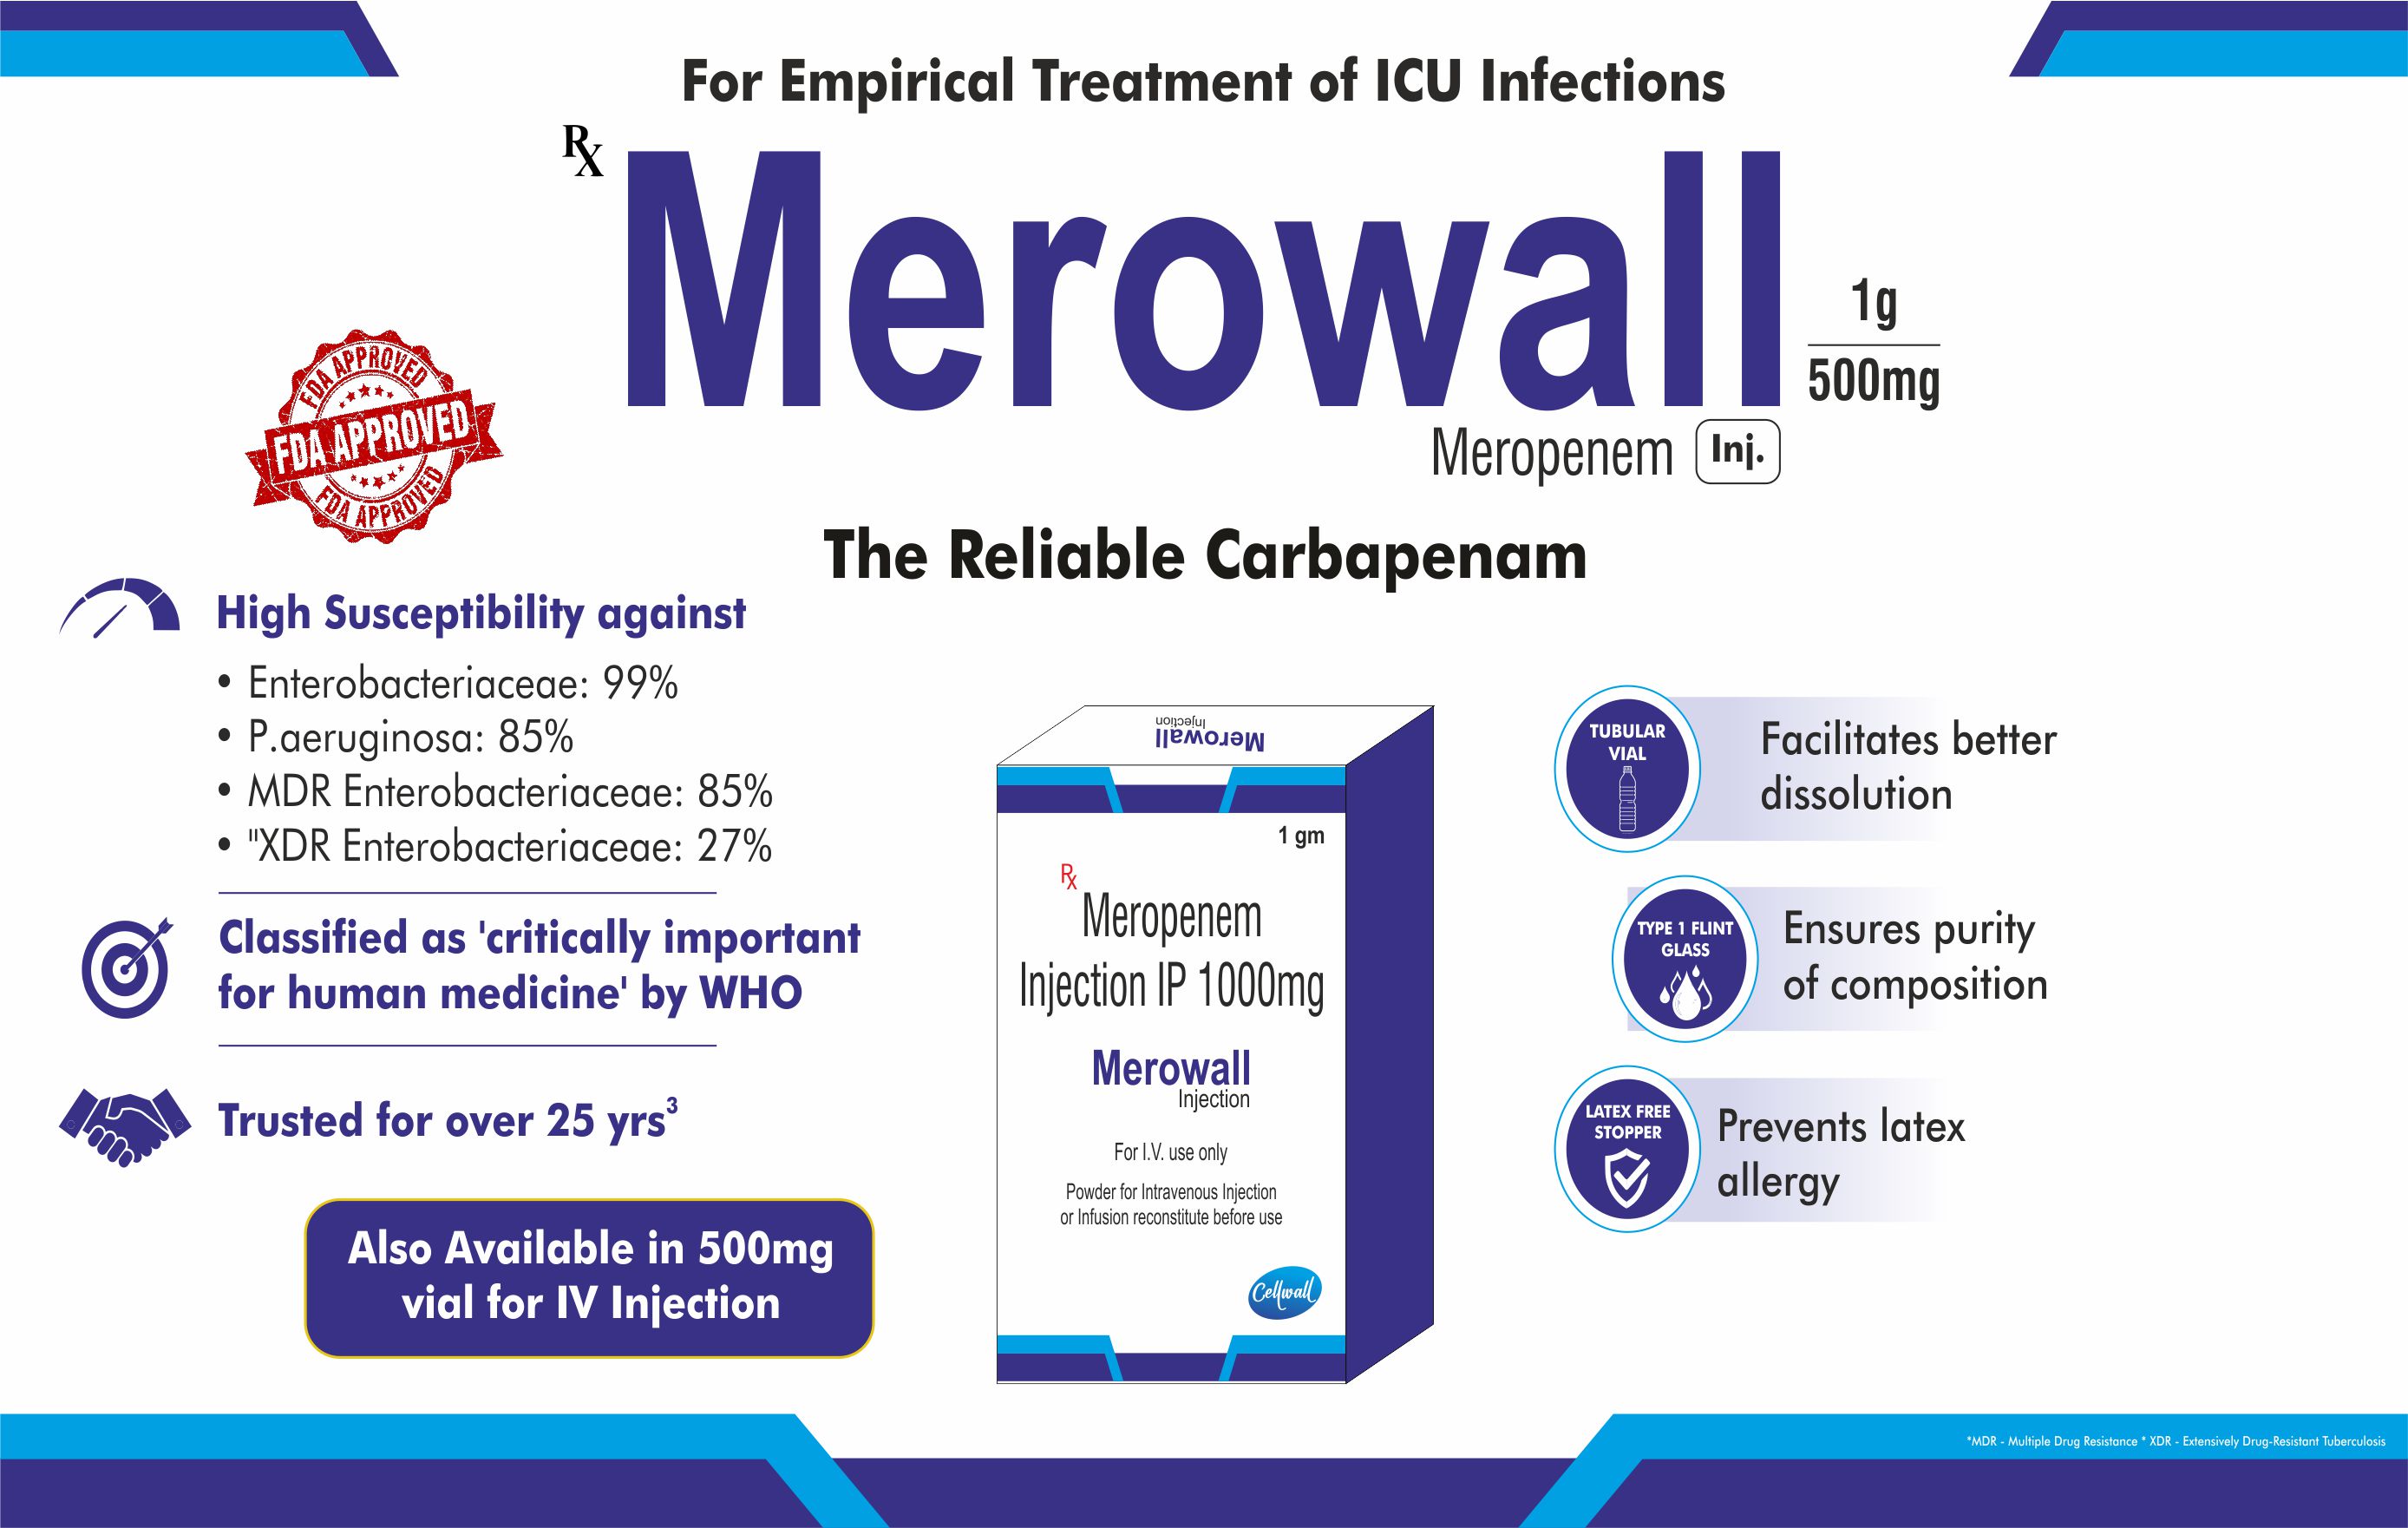 For Empirical Treatment of ICU Infections
Rx
Merowall
1g
500mg
Meropenem Inj.
FDA APPROVED
FDA APPROVED
FDA APPROVED
The Reliable Carbapenam
High Susceptibility against
• Enterobacteriaceae: 99%
• P.aeruginosa: 85%
• MDR Enterobacteriaceae: 85%
• "XDR Enterobacteriaceae: 27%
Classified as 'critically important
for human medicine' by WHO
Trusted for over 25 yrs³
Also Available in 500mg
vial for IV Injection
Merowall
Injection
1 gm
Rx
Meropenem
Injection IP 1000mg
Merowall
Injection
For I.V. use only
Powder for Intravenous Injection
or Infusion reconstitute before use
Cellwall
TUBULAR
VIAL
Facilitates better
dissolution
TYPE 1 FLINT
GLASS
Ensures purity
of composition
LATEX FREE
STOPPER
Prevents latex
allergy
*MDR - Multiple Drug Resistance * XDR - Extensively Drug-Resistant Tuberculosis